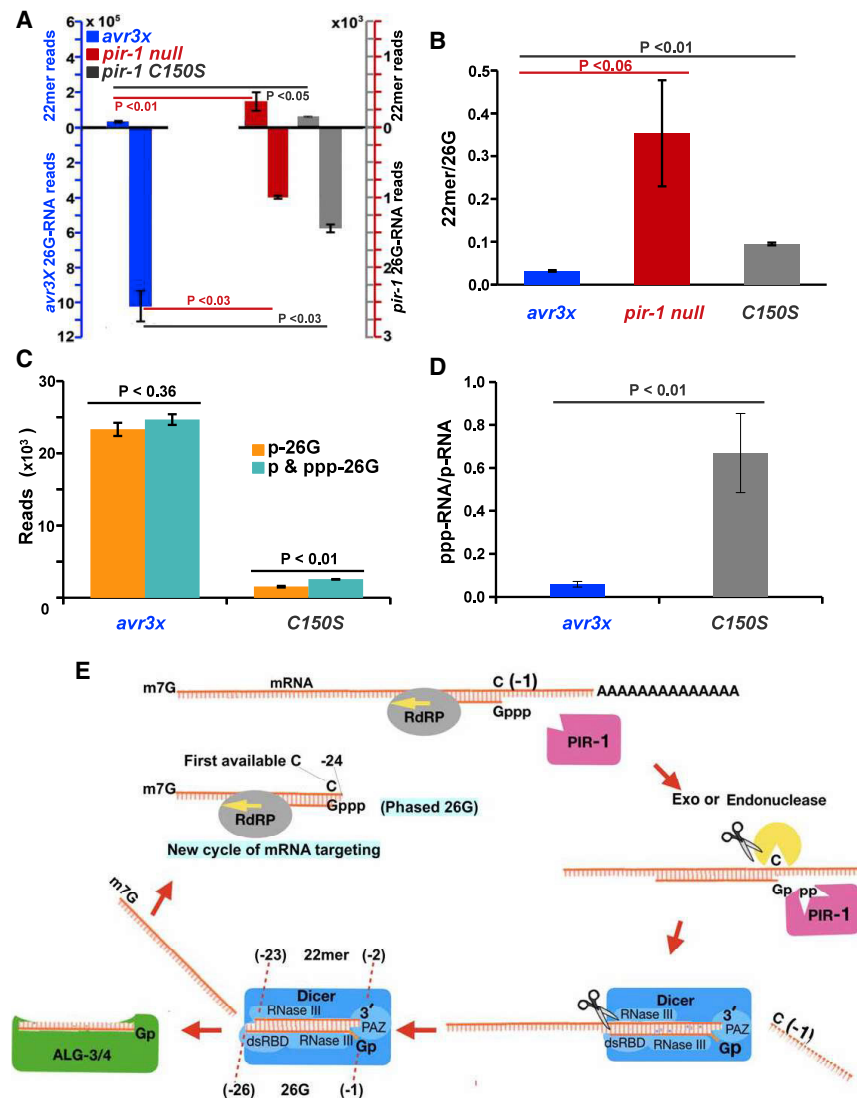 A
x 10⁵
x 10³
avr3x
pir-1 null
pir-1 C150S
22mer reads
22mer reads
avr3X 26G-RNA reads
pir-1 26G-RNA reads
6
4
2
0
2
4
6
8
10
12
1
0
1
2
3
P <0.01
P <0.05
P <0.03
P <0.03
B
P <0.01
P <0.06
22mer/26G
0.5
0.4
0.3
0.2
0.1
0.0
avr3x
pir-1 null
C150S
C
Reads (x10³)
30
20
10
0
P < 0.36
P < 0.01
p-26G
p & ppp-26G
avr3x
C150S
D
P < 0.01
ppp-RNA/p-RNA
1.0
0.8
0.6
0.4
0.2
0.0
avr3x
C150S
E
m7G
mRNA
C (-1)
AAAAAAAAAAAAAA
RdRP
Gppp
PIR-1
First available C
-24
m7G
C
Gppp
(Phased 26G)
RdRP
New cycle of mRNA targeting
Exo or Endonuclease
C
Gp
pp
PIR-1
m7G
(-23)
22mer
(-2)
Dicer
RNase III
3′
PAZ
dsRBD
RNase III
Gp
(-26)
26G
(-1)
Gp
ALG-3/4
Dicer
RNase III
3′
PAZ
dsRBD
RNase III
Gp
C (-1)